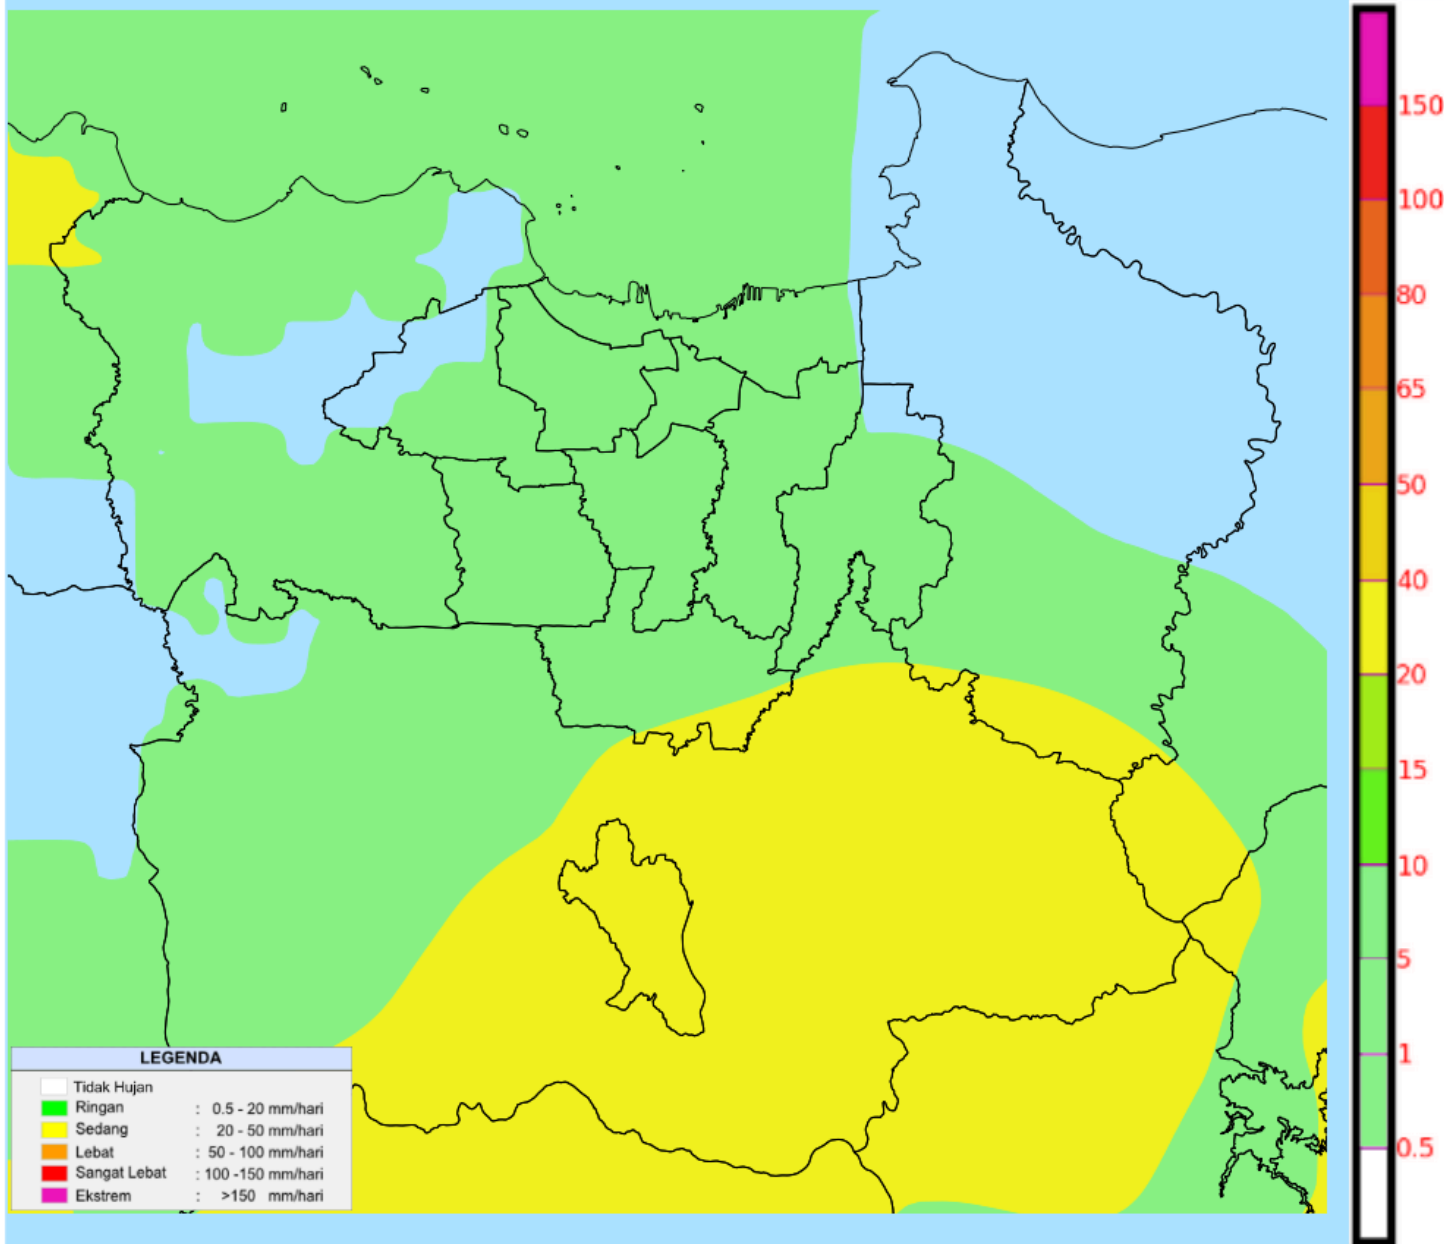 150
100
80
65
50
40
20
15
10
5
1
0.5
LEGENDA
Tidak Hujan
Ringan : 0.5 - 20 mm/hari
Sedang : 20 - 50 mm/hari
Lebat : 50 - 100 mm/hari
Sangat Lebat : 100 -150 mm/hari
Ekstrem : >150 mm/hari